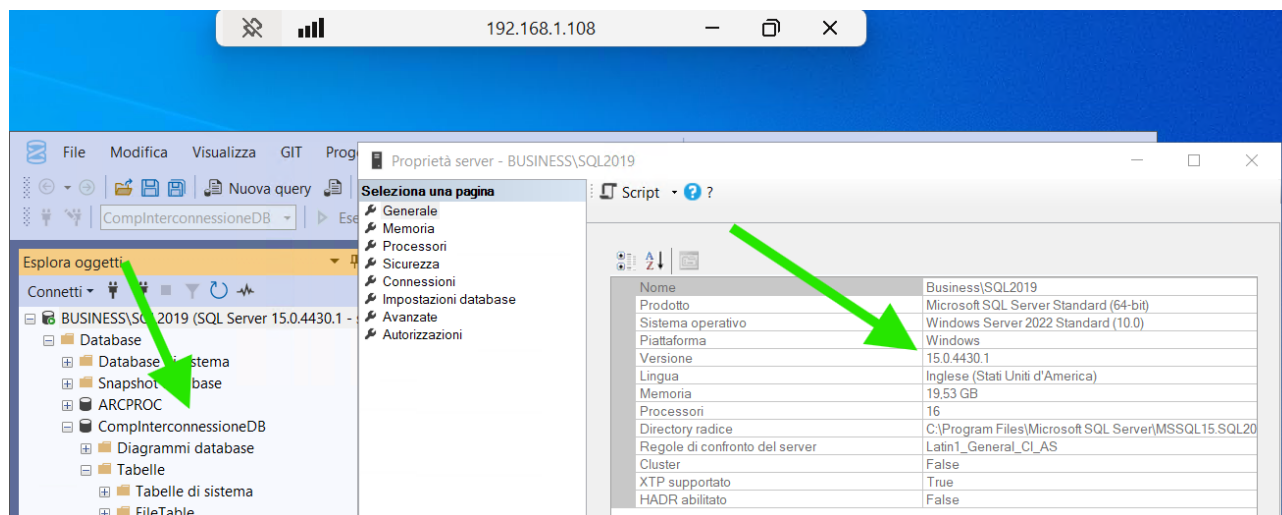 192.168.1.108
File Modifica Visualizza GIT Prog
Proprietà server - BUSINESS\SQL2019
Nuova query
Seleziona una pagina
Script ?
CompInterconnessioneDB Ese
Generale
Memoria
Processori
Sicurezza
Connessioni
Impostazioni database
Avanzate
Autorizzazioni
Esplora oggetti
Connetti
BUSINESS\SQL2019 (SQL Server 15.0.4430.1 -
Database
Database di sistema
Snapshot database
ARCPROC
CompInterconnessioneDB
Diagrammi database
Tabelle
Tabelle di sistema
FileTable
Nome Business\SQL2019
Prodotto Microsoft SQL Server Standard (64-bit)
Sistema operativo Windows Server 2022 Standard (10.0)
Piattaforma Windows
Versione 15.0.4430.1
Lingua Inglese (Stati Uniti d'America)
Memoria 19,53 GB
Processori 16
Directory radice C:\Program Files\Microsoft SQL Server\MSSQL15.SQL20
Regole di confronto del server Latin1_General_CI_AS
Cluster False
XTP supportato True
HADR abilitato False